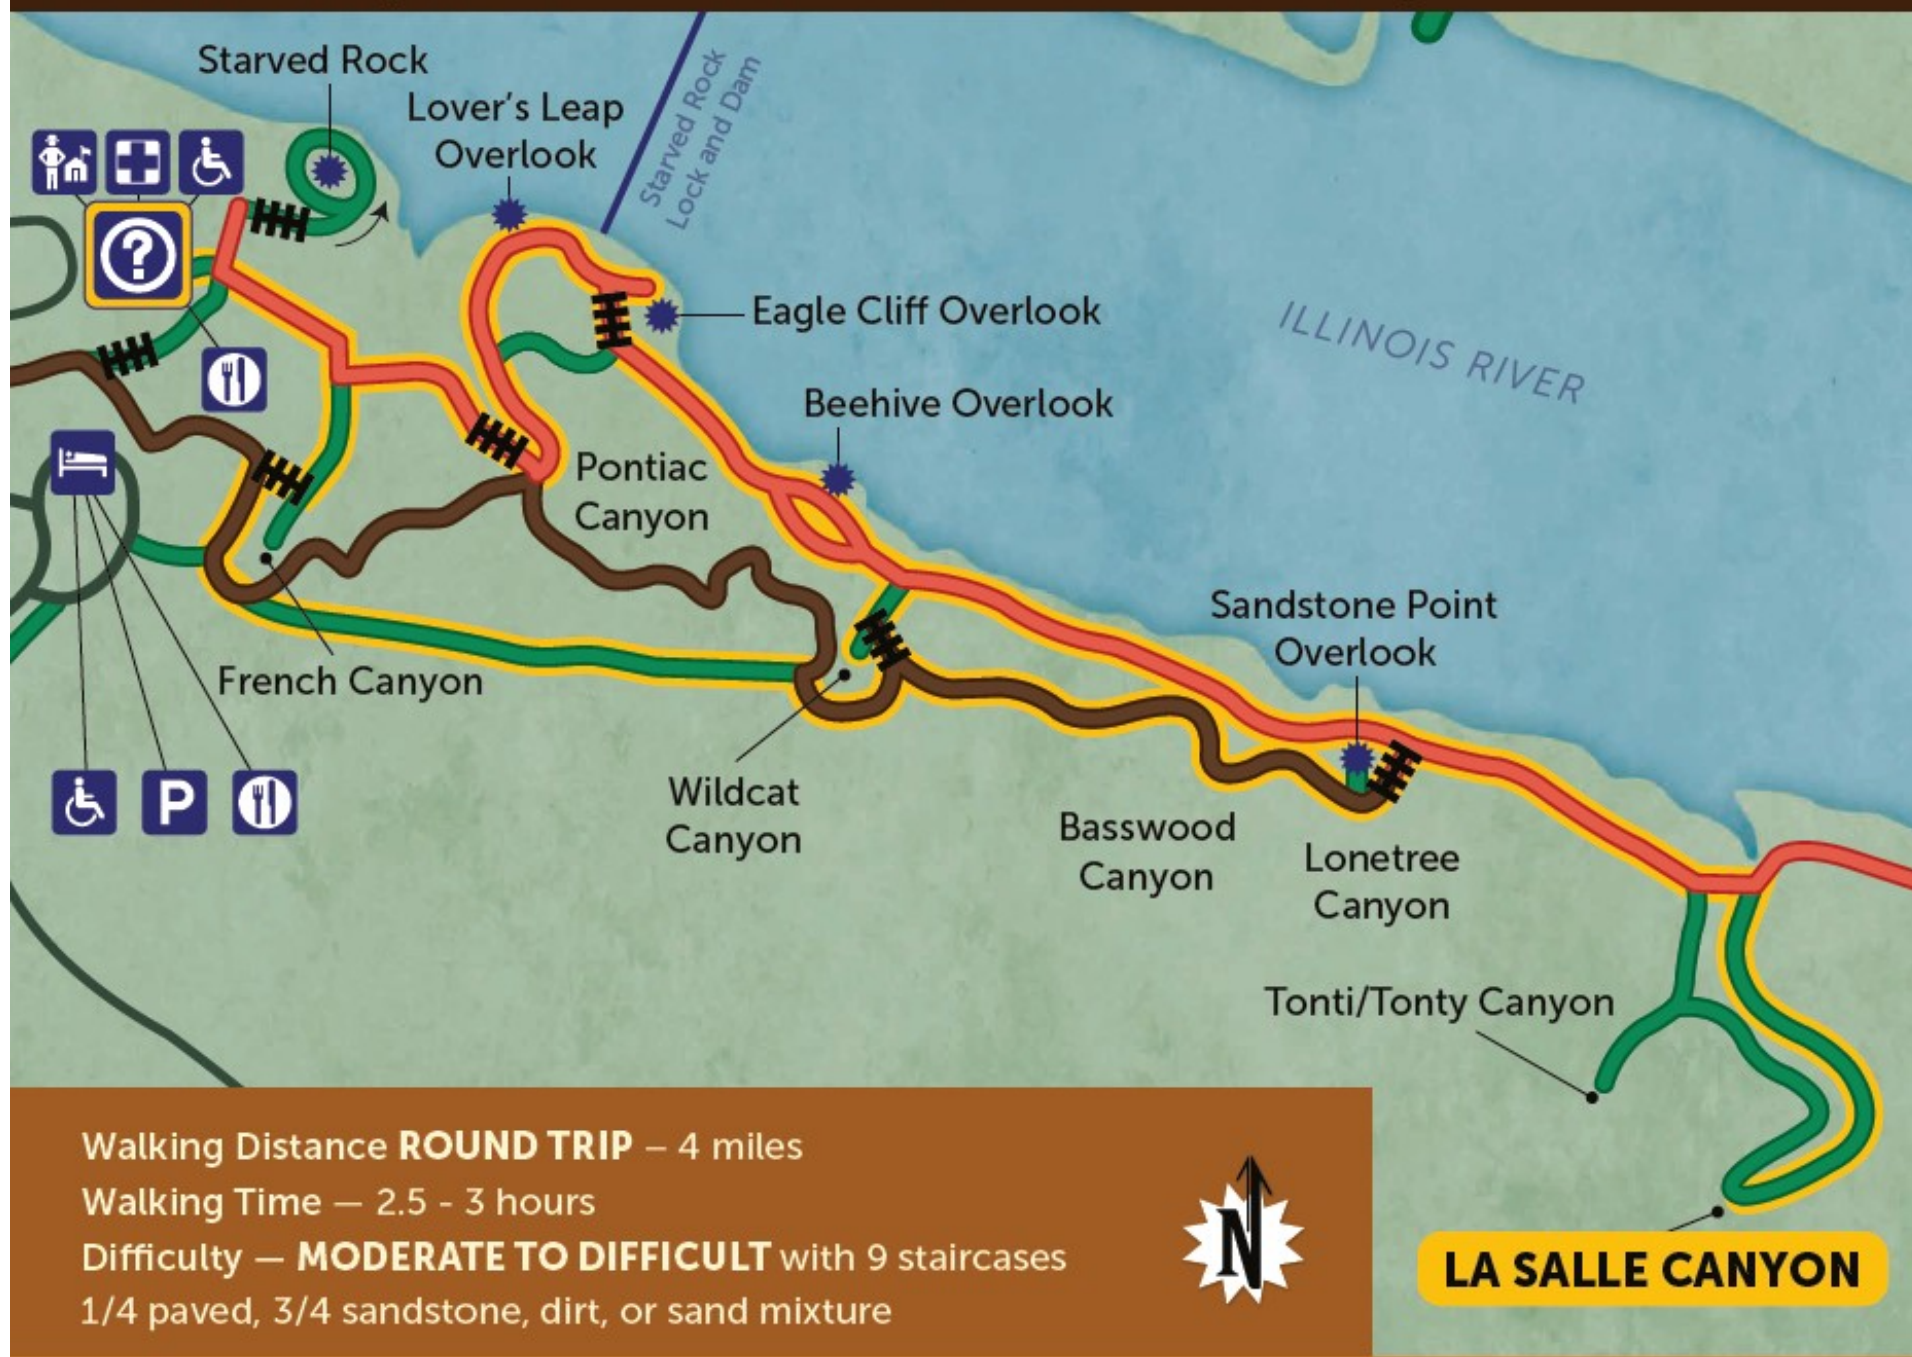 Starved Rock
Lover's Leap
Overlook
Starved Rock
Lock and Dam
?
Eagle Cliff Overlook
ILLINOIS RIVER
Beehive Overlook
Pontiac
Canyon
Sandstone Point
Overlook
French Canyon
P
Wildcat
Canyon
Basswood
Canyon
Lonetree
Canyon
Tonti/Tonty Canyon
Walking Distance ROUND TRIP – 4 miles
Walking Time — 2.5 - 3 hours
Difficulty — MODERATE TO DIFFICULT with 9 staircases
1/4 paved, 3/4 sandstone, dirt, or sand mixture
N
LA SALLE CANYON